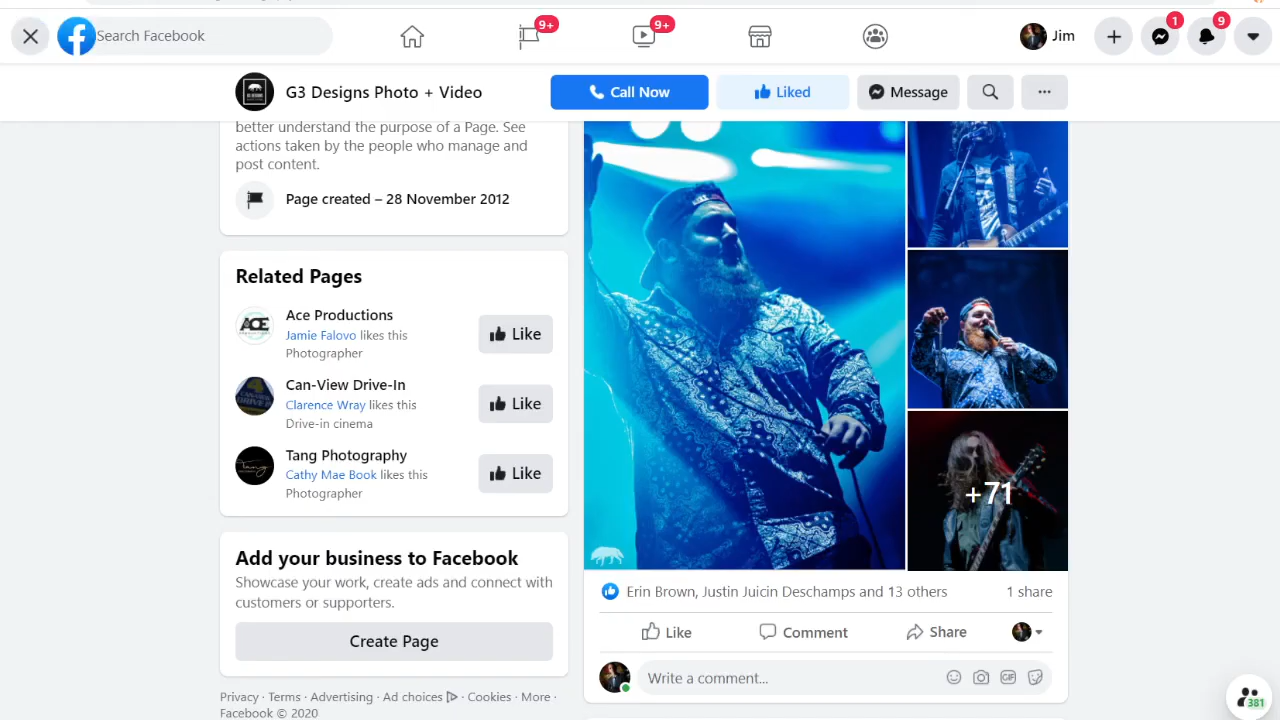 Search Facebook
9+
9+
Jim
1
9
G3 Designs Photo + Video
Call Now
Liked
Message
better understand the purpose of a Page. See
actions taken by the people who manage and
post content.
Page created – 28 November 2012
Related Pages
ACE
Ace Productions
Jamie Falovo likes this
Photographer
Like
Can-View Drive-In
Clarence Wray likes this
Drive-in cinema
Like
Tang
Tang Photography
Cathy Mae Book likes this
Photographer
Like
Add your business to Facebook
Showcase your work, create ads and connect with
customers or supporters.
Create Page
Privacy · Terms · Advertising · Ad choices · Cookies · More ·
Facebook © 2020
+71
Erin Brown, Justin Juicin Deschamps and 13 others
1 share
Like
Comment
Share
Write a comment...
GIF
381